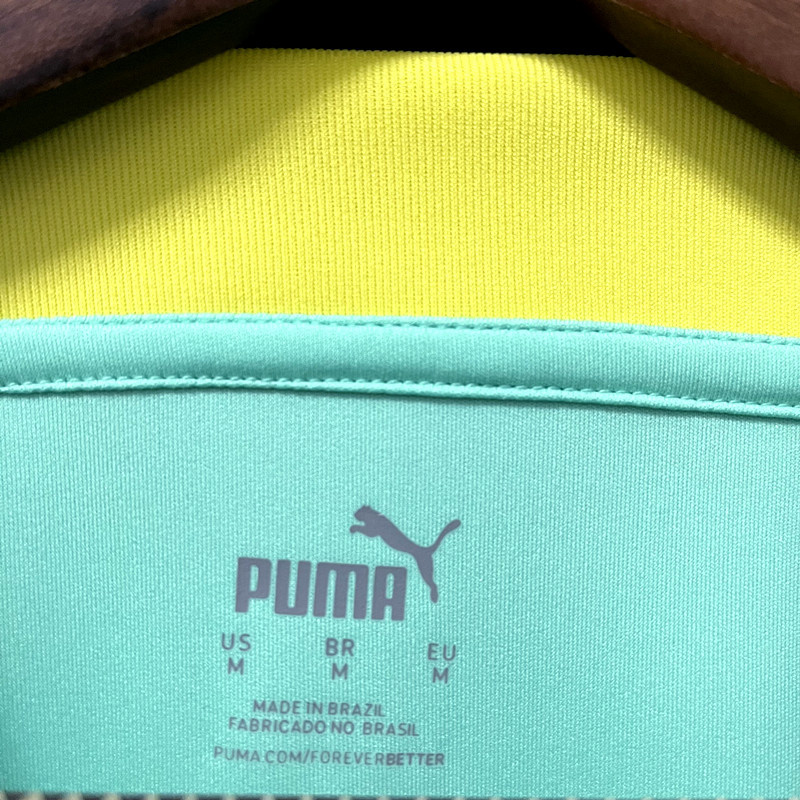 PUMA
US BR EU
M M M
MADE IN BRAZIL
FABRICADO NO BRASIL
PUMA.COM/FOREVERBETTER